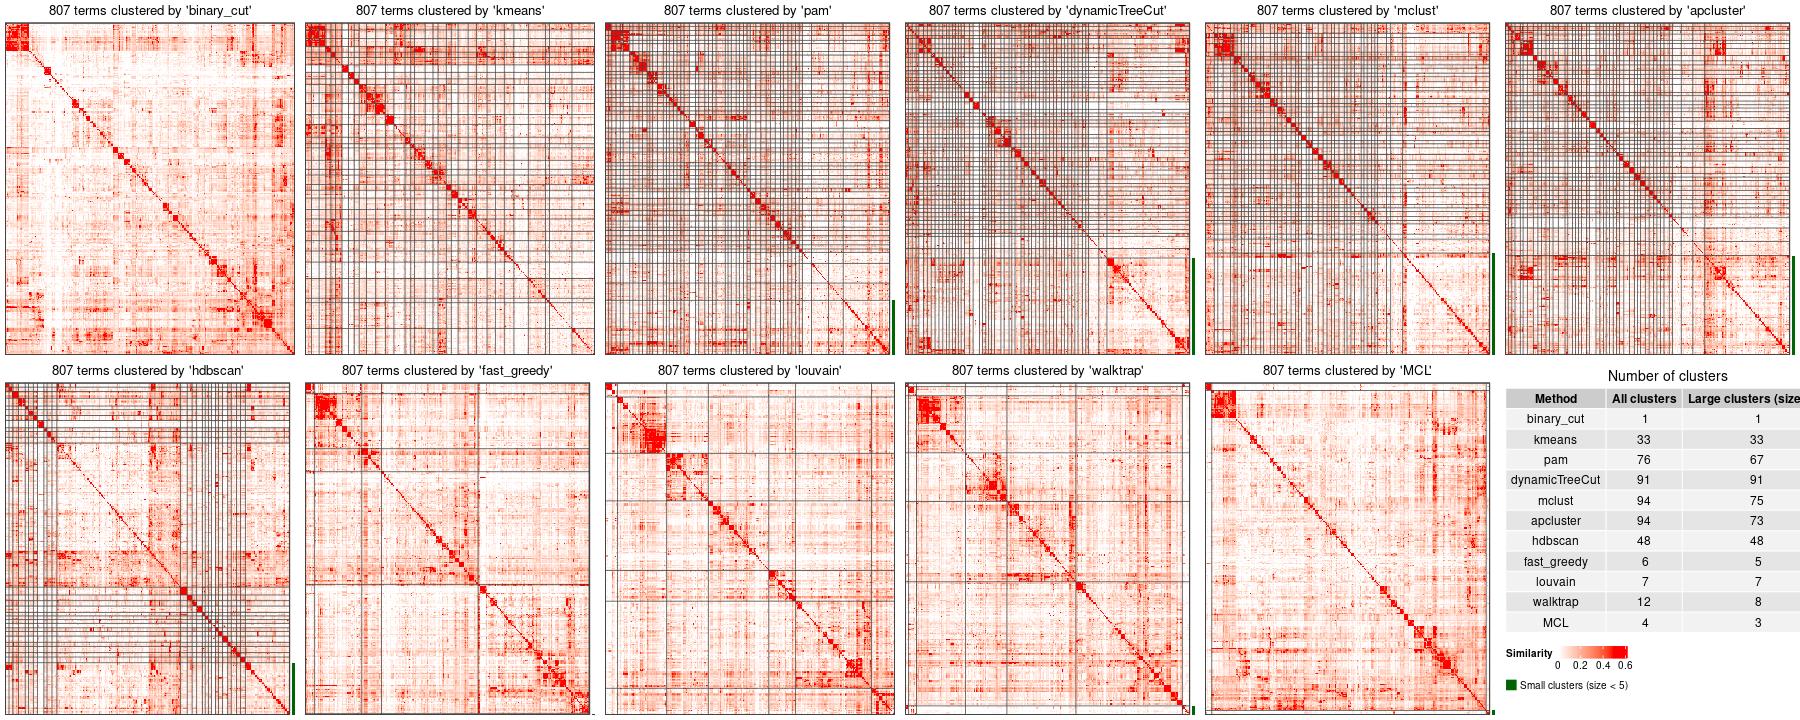 807 terms clustered by 'binary_cut'
807 terms clustered by 'kmeans'
807 terms clustered by 'pam'
807 terms clustered by 'dynamicTreeCut'
807 terms clustered by 'mclust'
807 terms clustered by 'apcluster'
807 terms clustered by 'hdbscan'
807 terms clustered by 'fast_greedy'
807 terms clustered by 'louvain'
807 terms clustered by 'walktrap'
807 terms clustered by 'MCL'
Number of clusters
Method All clusters Large clusters (size
binary_cut 1 1
kmeans 33 33
pam 76 67
dynamicTreeCut 91 91
mclust 94 75
apcluster 94 73
hdbscan 48 48
fast_greedy 6 5
louvain 7 7
walktrap 12 8
MCL 4 3
Similarity
0 0.2 0.4 0.6
Small clusters (size < 5)